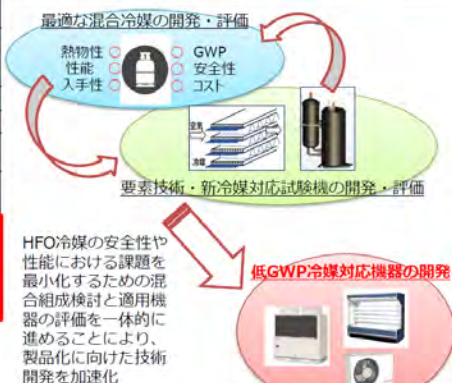 最適な混合冷媒の開発・評価
熱物性 ○ ○ GWP
性能 ○ ○ 安全性
入手性 ○ ○ コスト
空気
冷媒
要素技術・新冷媒対応試験機の開発・評価
HFO冷媒の安全性や
性能における課題を
最小化するための混
合組成検討と適用機
器の評価を一体的に
進めることにより、
製品化に向けた技術
開発を加速化
低GWP冷媒対応機器の開発